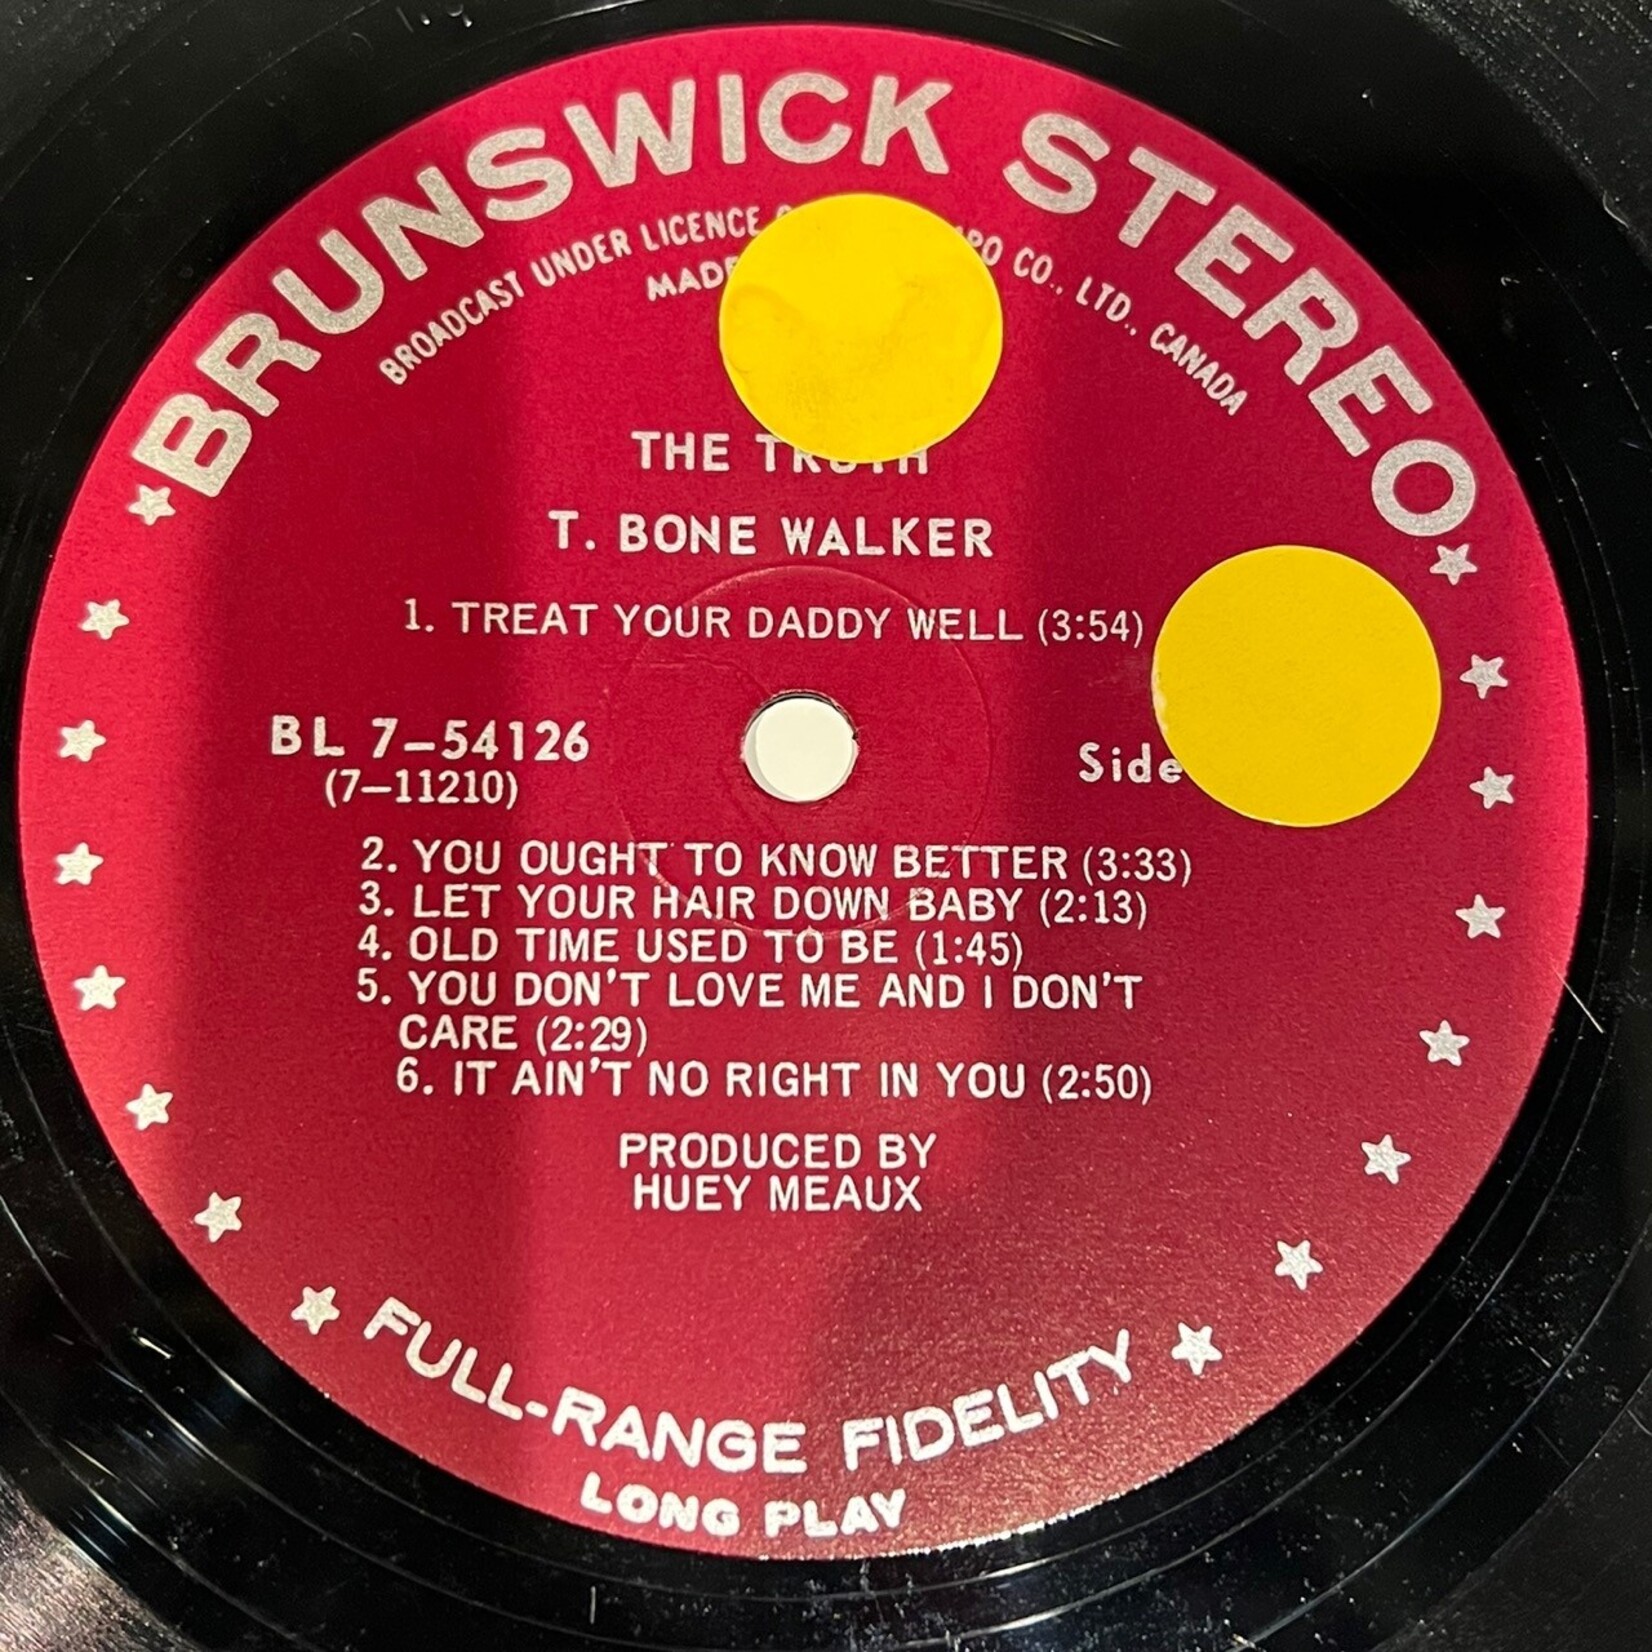 BRUNSWICK STEREO
BROADCAST UNDER LICENCE CO., LTD., CANADA
MADE
THE TRUTH
T. BONE WALKER
1. TREAT YOUR DADDY WELL (3:54)
BL 7-54126
(7-11210)
Side
2. YOU OUGHT TO KNOW BETTER (3:33)
3. LET YOUR HAIR DOWN BABY (2:13)
4. OLD TIME USED TO BE (1:45)
5. YOU DON'T LOVE ME AND I DON'T
CARE (2:29)
6. IT AIN'T NO RIGHT IN YOU (2:50)
PRODUCED BY
HUEY MEAUX
FULL-RANGE FIDELITY
LONG PLAY